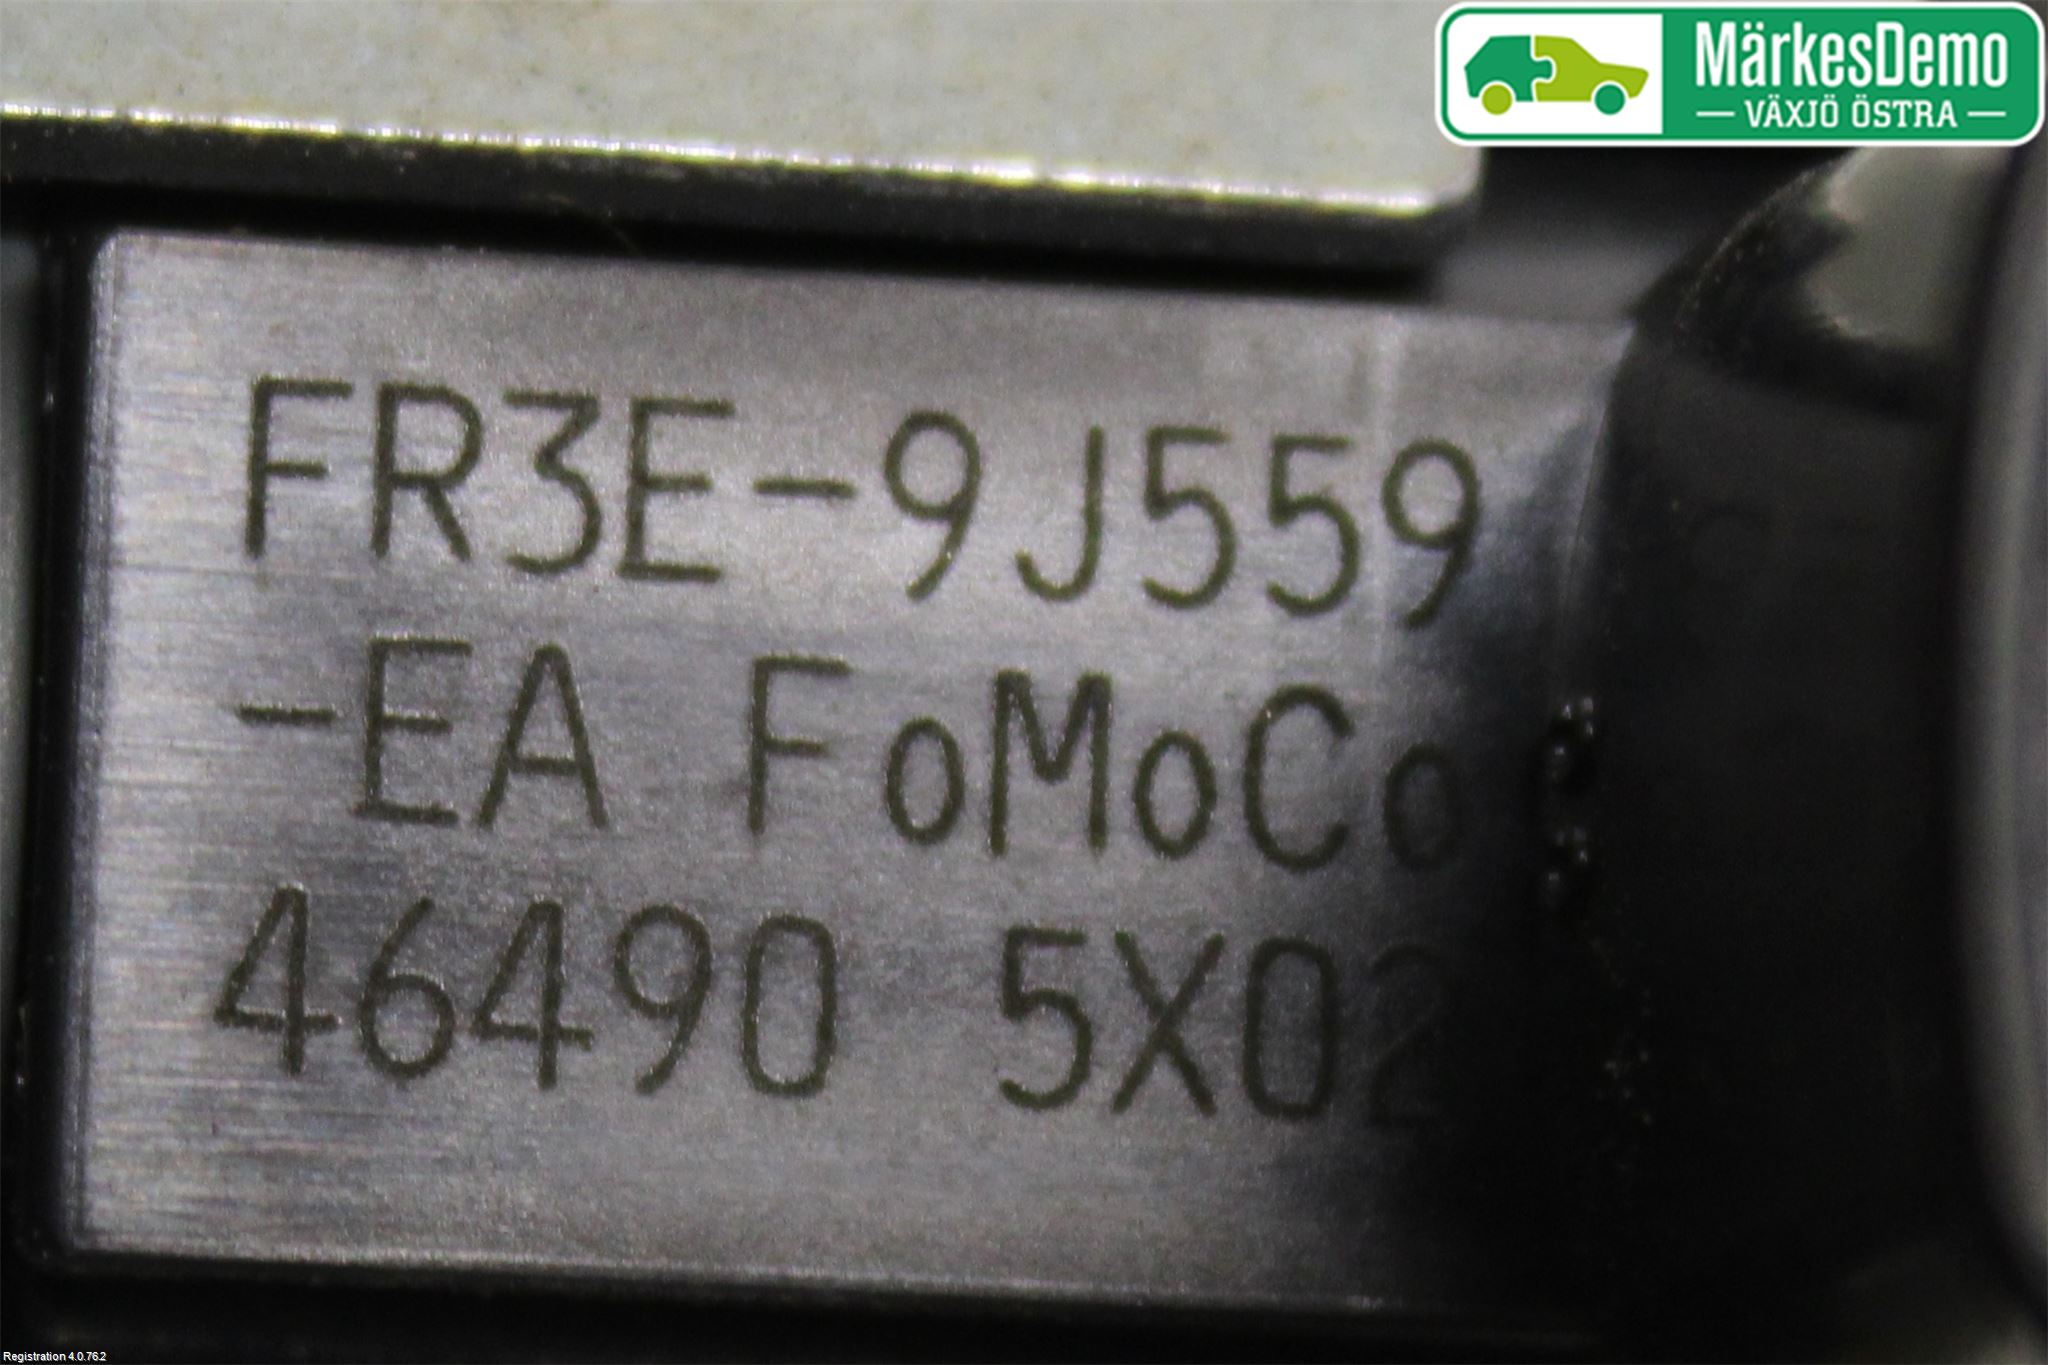 MärkesDemo
VÄXJÖ ÖSTRA
FR3E-9J559
-EA FoMoCo
46490 5X02
Registration 4.0.76.2